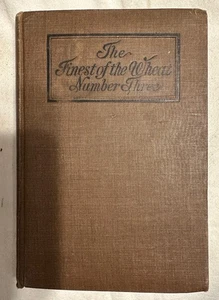 The
Finest of the Wheat
Number Three